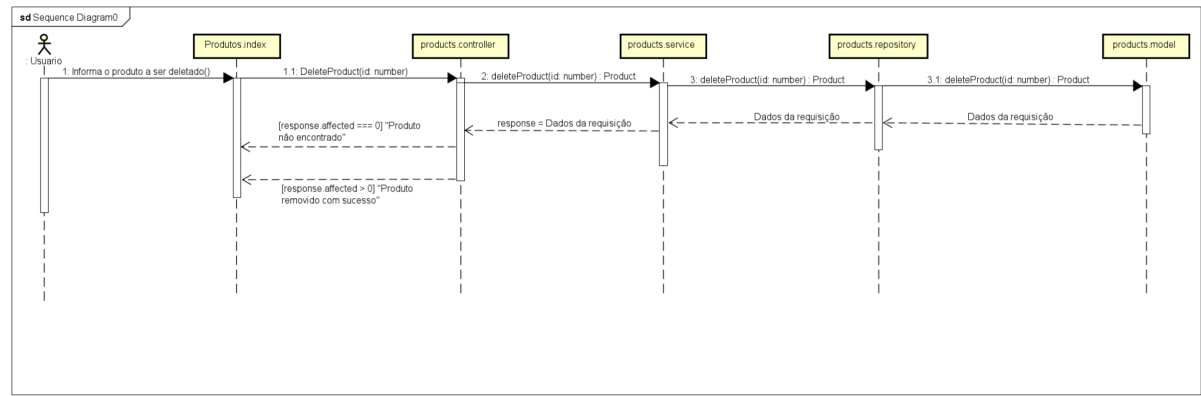 sd Sequence Diagram0
Produtos.index
products.controller
products.service
products.repository
products.model
: Usuario
1: Informa o produto a ser deletado()
1.1: DeleteProduct(id: number)
2: deleteProduct(id: number) : Product
3: deleteProduct(id: number) : Product
3.1: deleteProduct(id: number) : Product
[response.affected === 0] "Produto
não encontrado"
response = Dados da requisição
Dados da requisição
Dados da requisição
[response.affected > 0] "Produto
removido com sucesso"